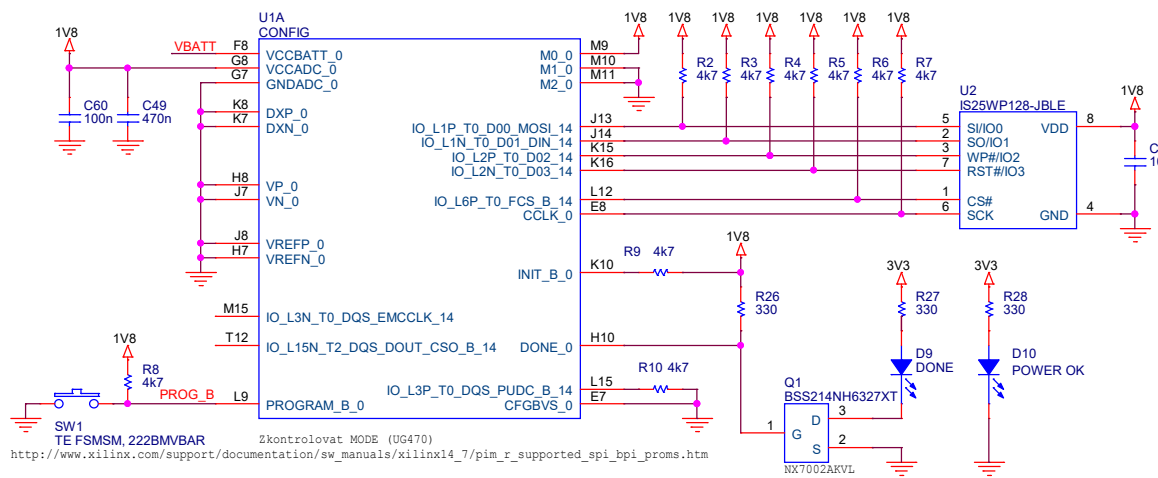 U1A
CONFIG
1V8
VBATT
F8
VCCBATT_0
G8
VCCADC_0
G7
GNDADC_0
C60
100n
C49
470n
K8
DXP_0
K7
DXN_0
H8
VP_0
J7
VN_0
J8
VREFP_0
H7
VREFN_0
M15
IO_L3N_T0_DQS_EMCCLK_14
T12
IO_L15N_T2_DQS_DOUT_CSO_B_14
1V8
R8
4k7
PROG_B
L9
PROGRAM_B_0
SW1
TE FSMSM, 222BMVBAR
M0_0
M9
M1_0
M10
M2_0
M11
1V8
1V8
1V8
1V8
1V8
1V8
1V8
R2
4k7
R3
4k7
R4
4k7
R5
4k7
R6
4k7
R7
4k7
IO_L1P_T0_D00_MOSI_14
J13
IO_L1N_T0_D01_DIN_14
J14
IO_L2P_T0_D02_14
K15
IO_L2N_T0_D03_14
K16
IO_L6P_T0_FCS_B_14
L12
CCLK_0
E8
U2
IS25WP128-JBLE
5
SI/IO0
2
SO/IO1
3
WP#/IO2
7
RST#/IO3
1
CS#
6
SCK
VDD
8
GND
4
1V8
INIT_B_0
K10
R9 4k7
1V8
R26
330
DONE_0
H10
IO_L3P_T0_DQS_PUDC_B_14
L15
R10 4k7
CFGBVS_0
E7
3V3
R27
330
D9
DONE
3V3
R28
330
D10
POWER OK
Q1
BSS214NH6327XT
1
G
D
3
S
2
NX7002AKVL
Zkontrolovat MODE (UG470)
http://www.xilinx.com/support/documentation/sw_manuals/xilinx14_7/pim_r_supported_spi_bpi_proms.htm